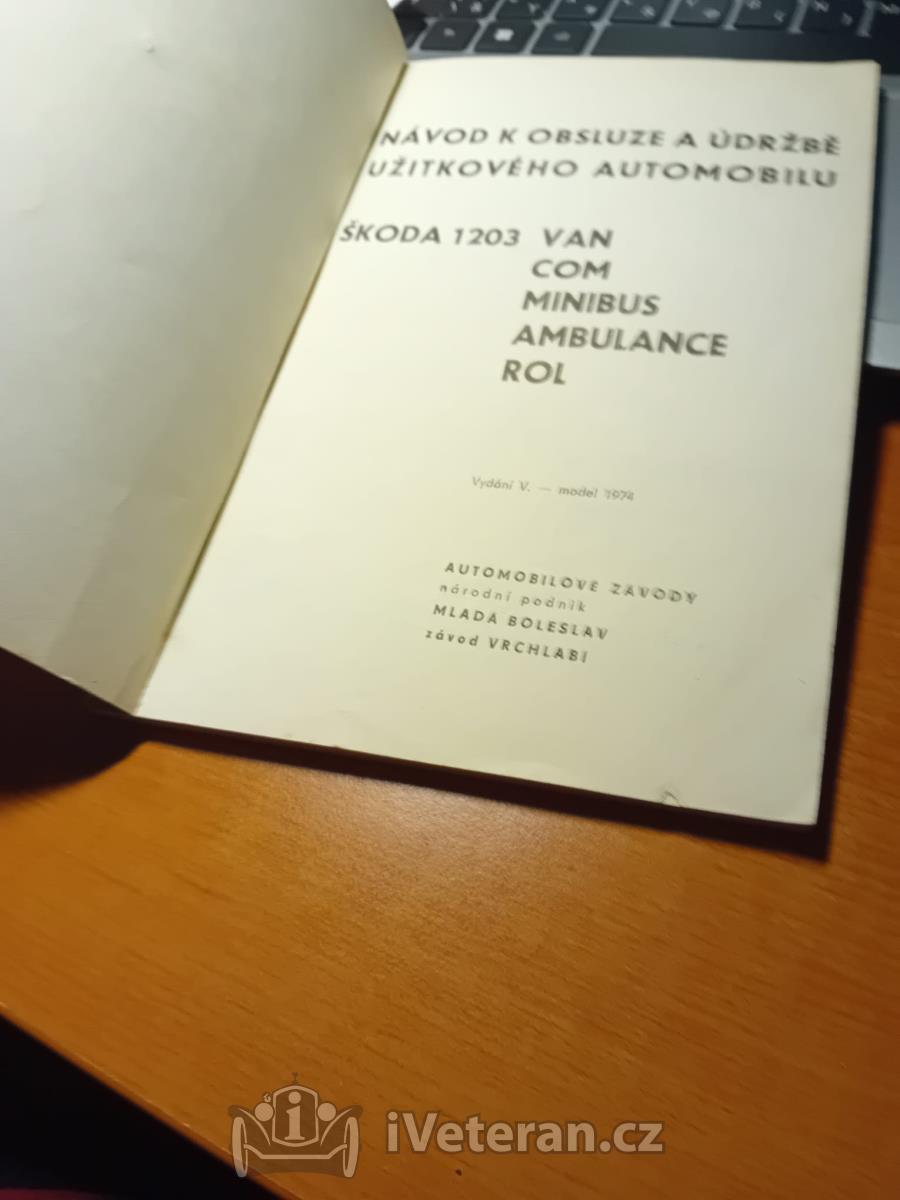 NÁVOD K OBSLUZE A ÚDRŽBĚ
UŽITKOVÉHO AUTOMOBILU
ŠKODA 1203 VAN
COM
MINIBUS
AMBULANCE
ROL
Vydání V. — model 1974
AUTOMOBILOVÉ ZÁVODY
národní podnik
MLADÁ BOLESLAV
závod VRCHLABÍ
iVeteran.cz